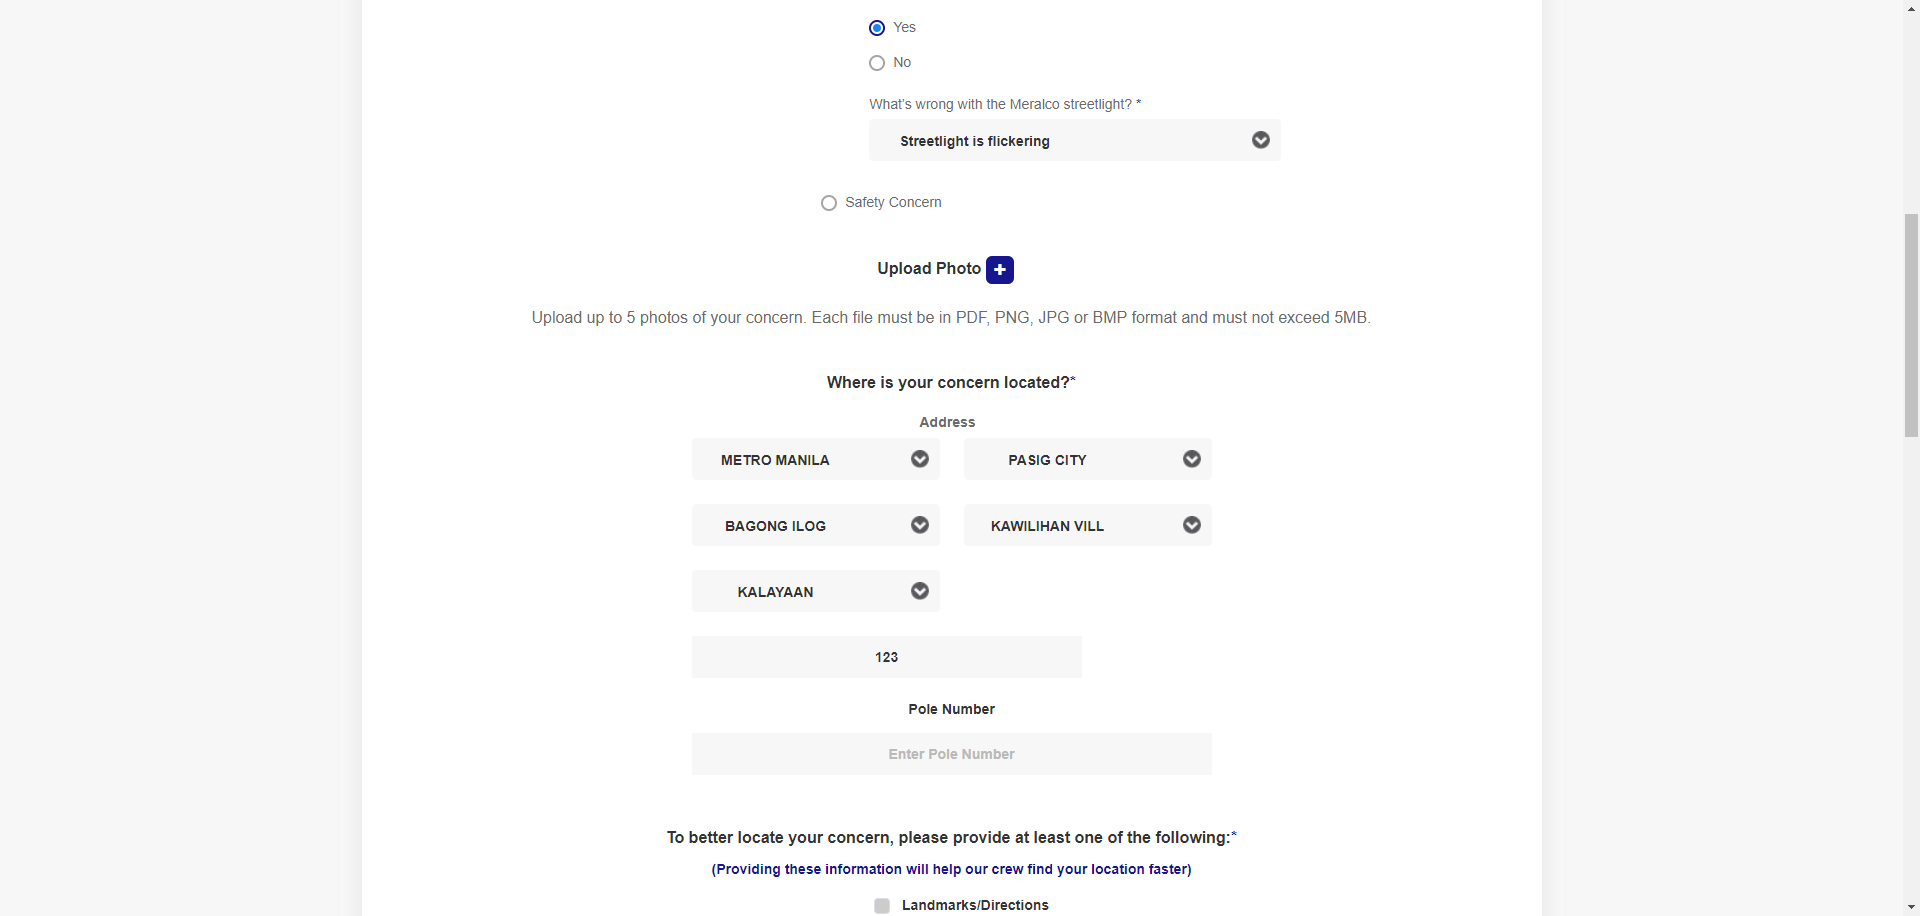 Yes
No
What's wrong with the Meralco streetlight? *
Streetlight is flickering
Safety Concern
Upload Photo
Upload up to 5 photos of your concern. Each file must be in PDF, PNG, JPG or BMP format and must not exceed 5MB.
Where is your concern located?*
Address
METRO MANILA
PASIG CITY
BAGONG ILOG
KAWILIHAN VILL
KALAYAAN
123
Pole Number
Enter Pole Number
To better locate your concern, please provide at least one of the following:*
(Providing these information will help our crew find your location faster)
Landmarks/Directions